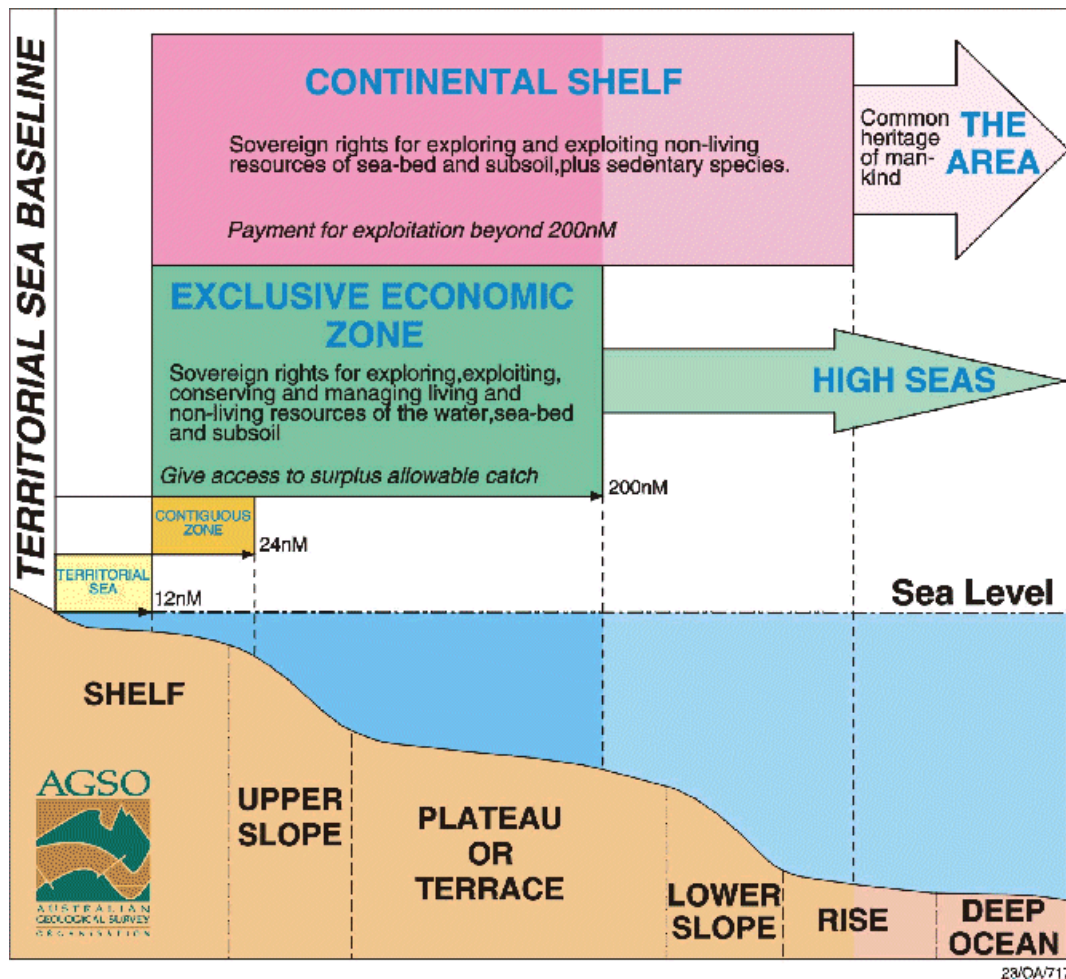 TERRITORIAL SEA BASELINE
CONTINENTAL SHELF
Sovereign rights for exploring and exploiting non-living
resources of sea-bed and subsoil,plus sedentary species.
Payment for exploitation beyond 200nM
Common
heritage
of man-
kind
THE
AREA
EXCLUSIVE ECONOMIC
ZONE
Sovereign rights for exploring,exploiting,
conserving and managing living and
non-living resources of the water,sea-bed
and subsoil
Give access to surplus allowable catch
HIGH SEAS
200nM
CONTIGUOUS
ZONE
24nM
TERRITORIAL
SEA
12nM
Sea Level
SHELF
UPPER
SLOPE
PLATEAU
OR
TERRACE
LOWER
SLOPE
RISE
DEEP
OCEAN
AGSO
AUSTRALIAN
GEOLOGICAL SURVEY
ORGANISATION
23/OA/717